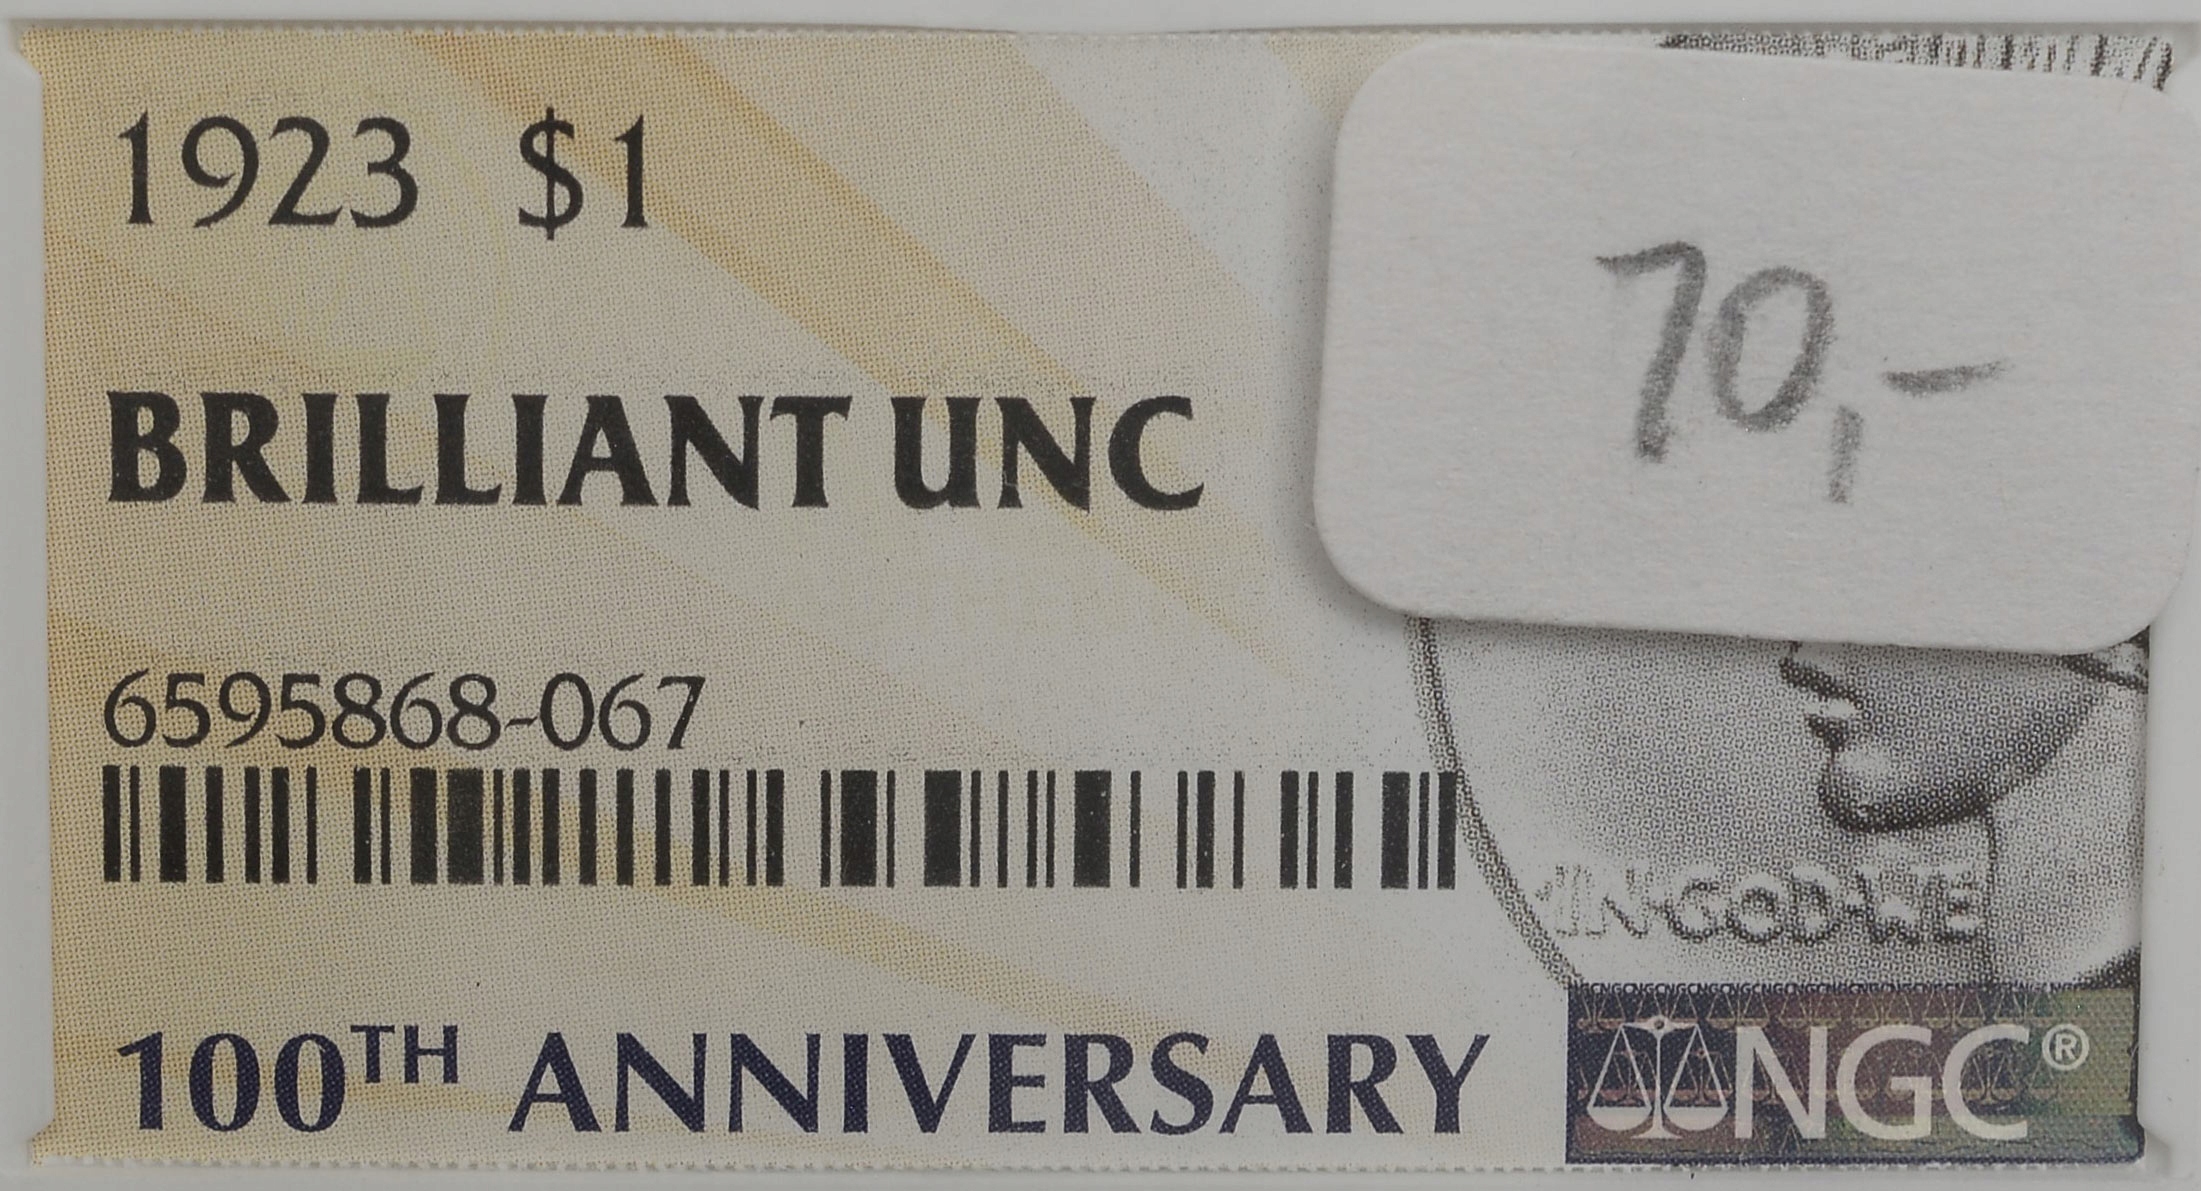 1923 $1
70,-
BRILLIANT UNC
6595868-067
IN GOD WE
100TH ANNIVERSARY
NGC®